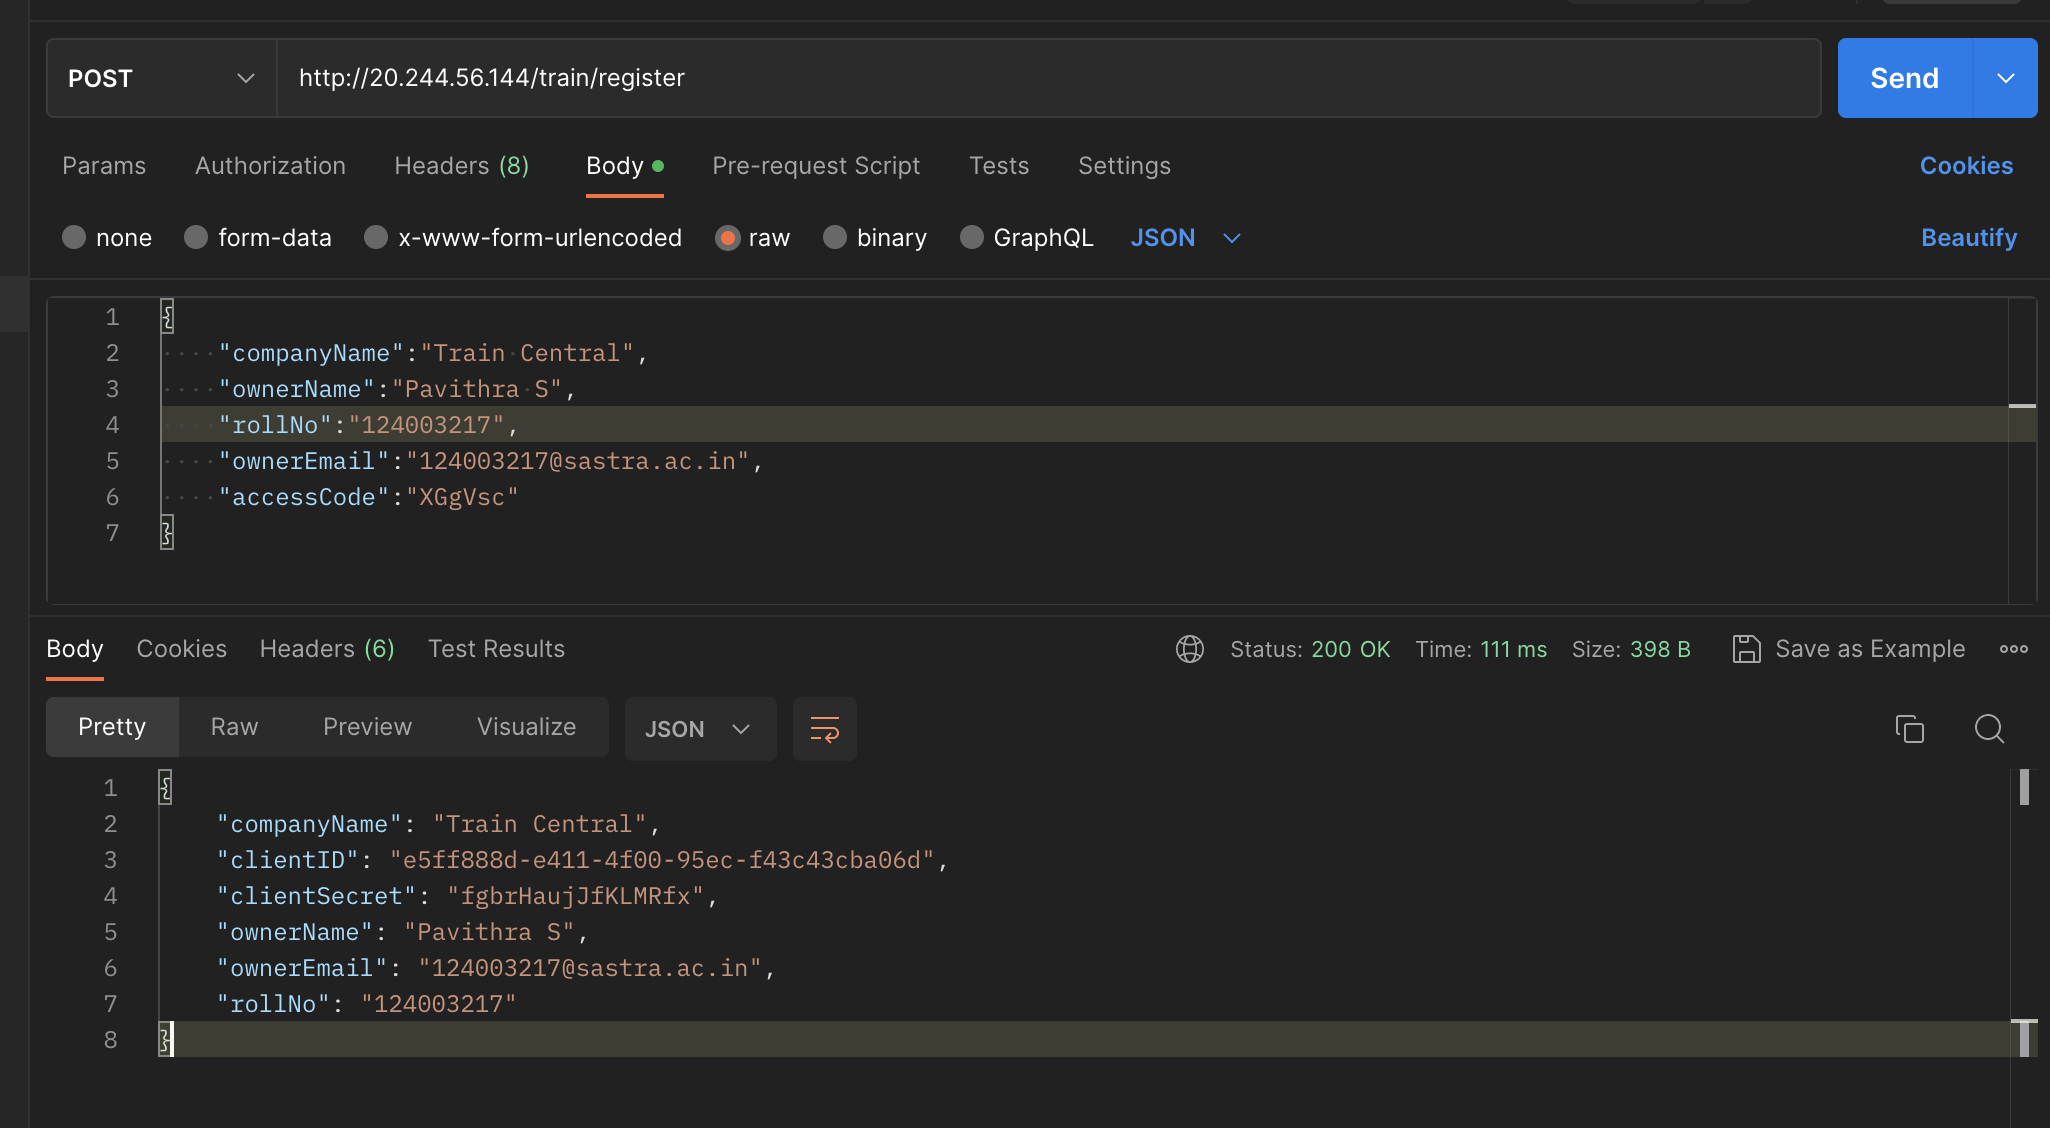 POST http://20.244.56.144/train/register Send
Params Authorization Headers (8) Body Pre-request Script Tests Settings Cookies
none form-data x-www-form-urlencoded raw binary GraphQL JSON Beautify
1 {
2 "companyName":"Train Central",
3 "ownerName":"Pavithra S",
4 "rollNo":"124003217",
5 "ownerEmail":"124003217@sastra.ac.in",
6 "accessCode":"XGgVsc"
7 }
Body Cookies Headers (6) Test Results Status: 200 OK Time: 111 ms Size: 398 B Save as Example
Pretty Raw Preview Visualize JSON
1 {
2 "companyName": "Train Central",
3 "clientID": "e5ff888d-e411-4f00-95ec-f43c43cba06d",
4 "clientSecret": "fgbrHaujJfKLMRfx",
5 "ownerName": "Pavithra S",
6 "ownerEmail": "124003217@sastra.ac.in",
7 "rollNo": "124003217"
8 }